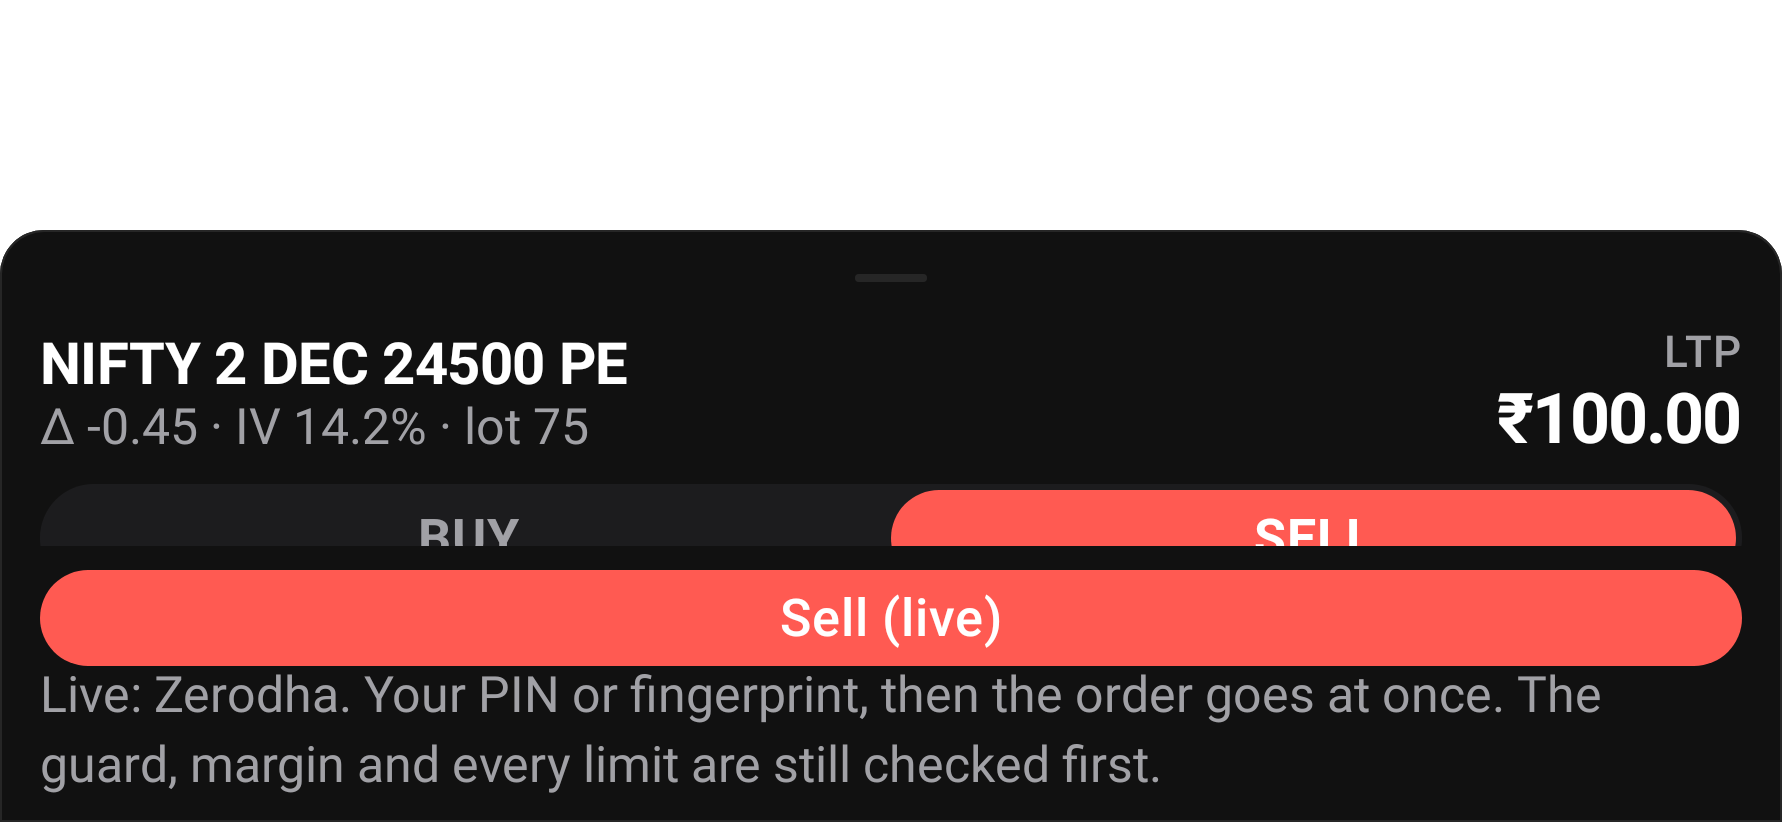 NIFTY 2 DEC 24500 PE
LTP
Δ -0.45 · IV 14.2% · lot 75
₹100.00
BUY
SELL
Sell (live)
Live: Zerodha. Your PIN or fingerprint, then the order goes at once. The
guard, margin and every limit are still checked first.